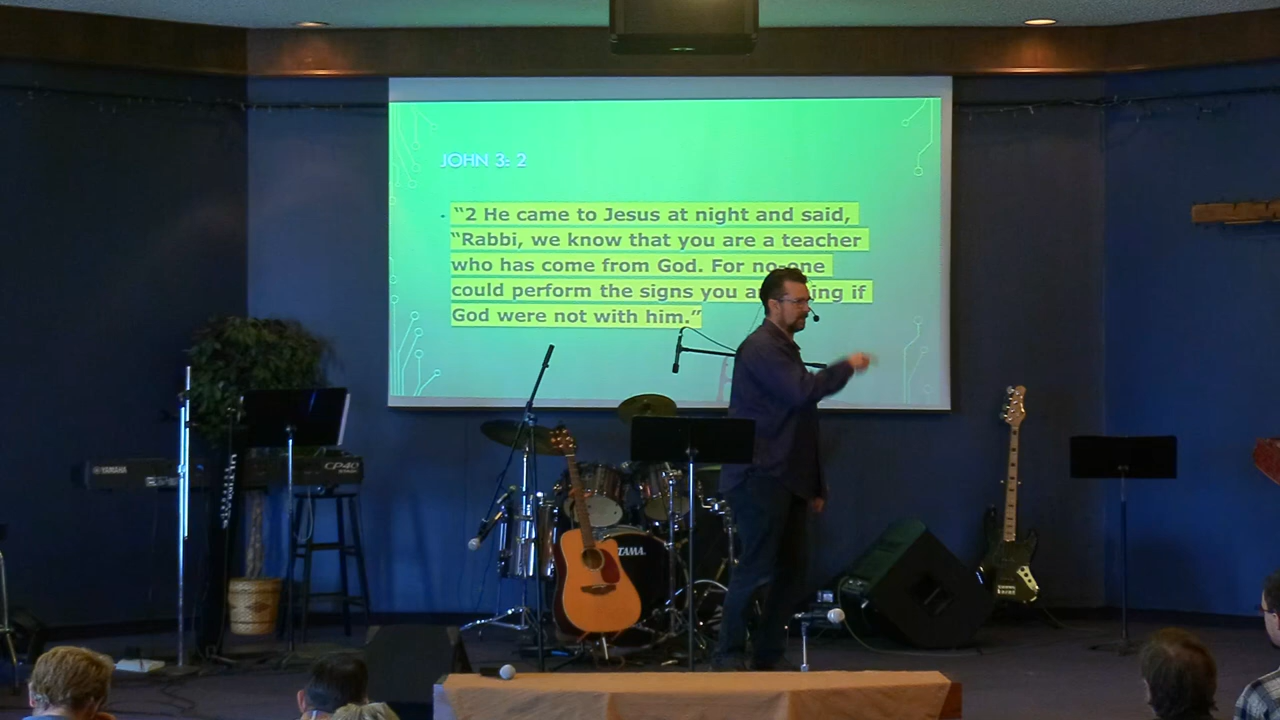 JOHN 3: 2
“2 He came to Jesus at night and said,
“Rabbi, we know that you are a teacher
who has come from God. For no-one
could perform the signs you if
God were not with him.”
YAMAHA
CP40
TAMA